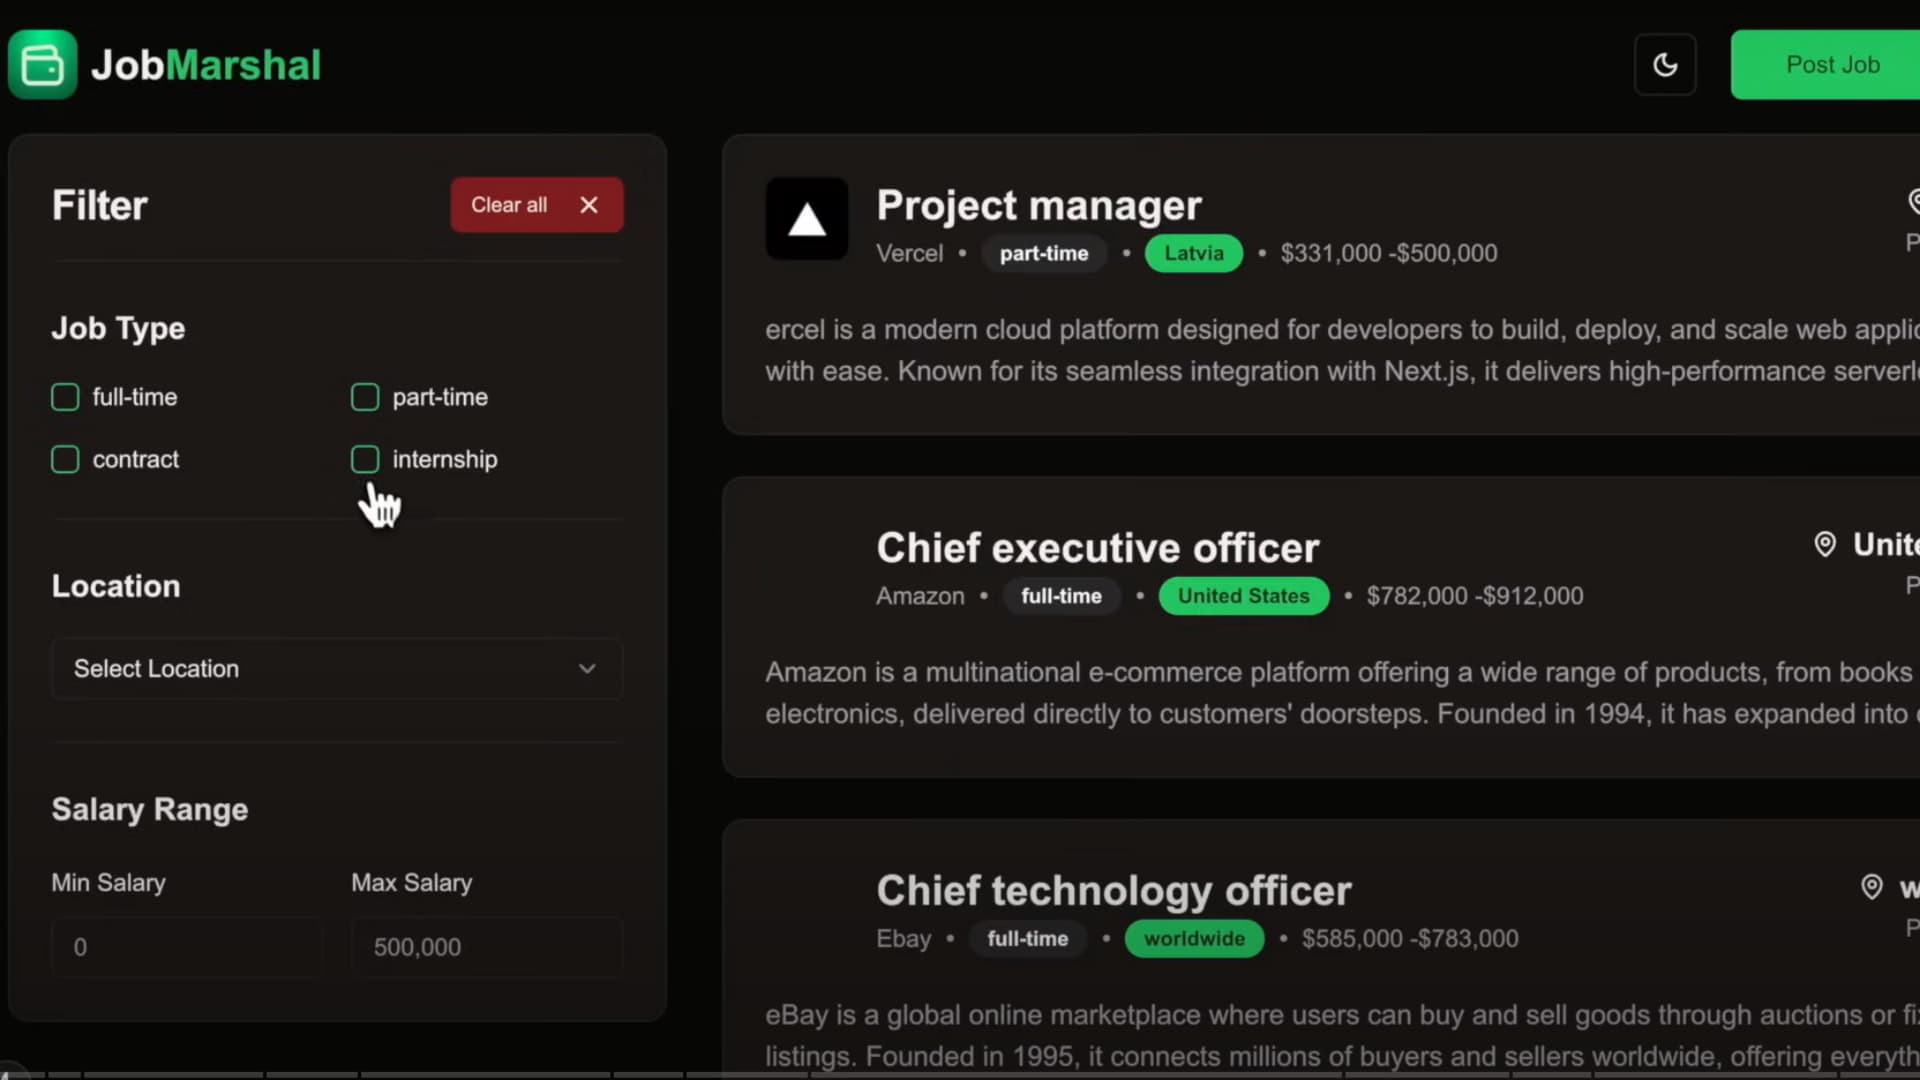 JobMarshal
Post Job
Filter
Clear all
Job Type
full-time
part-time
contract
internship
Location
Select Location
Salary Range
Min Salary
Max Salary
0
500,000
Project manager
Vercel • part-time • Latvia • $331,000 -$500,000
ercel is a modern cloud platform designed for developers to build, deploy, and scale web
with ease. Known for its seamless integration with Next.js, it delivers high-performance
Chief executive officer
Amazon • full-time • United States • $782,000 -$912,000
Amazon is a multinational e-commerce platform offering a wide range of products, from books
electronics, delivered directly to customers' doorsteps. Founded in 1994, it has expanded into
Chief technology officer
Ebay • full-time • worldwide • $585,000 -$783,000
eBay is a global online marketplace where users can buy and sell goods through auctions or
listings. Founded in 1995, it connects millions of buyers and sellers worldwide, offering